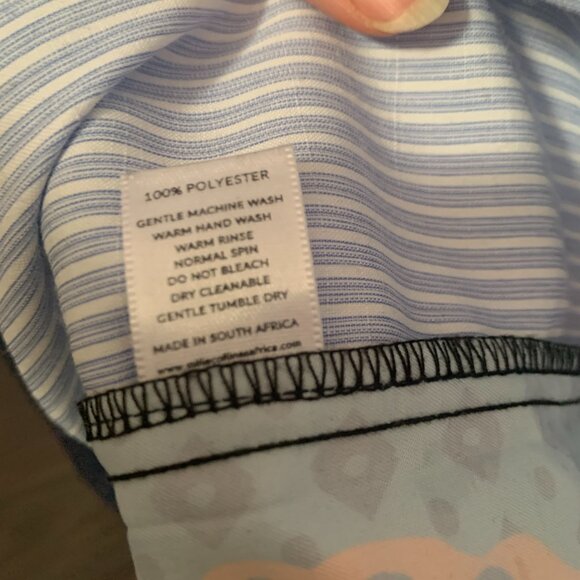 100% POLYESTER
GENTLE MACHINE WASH
WARM HAND WASH
WARM RINSE
NORMAL SPIN
DO NOT BLEACH
DRY CLEANABLE
GENTLE TUMBLE DRY
MADE IN SOUTH AFRICA